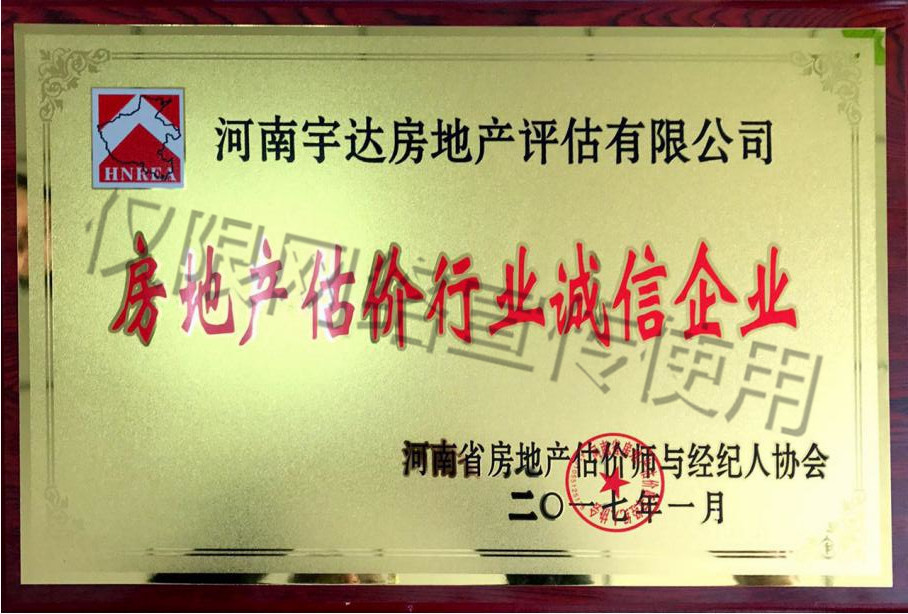 河南宇达房地产评估有限公司
HNREA
房地产估价行业诚信企业
仅限网站宣传使用
河南省房地产估价师与经纪人协会
二〇一七年一月